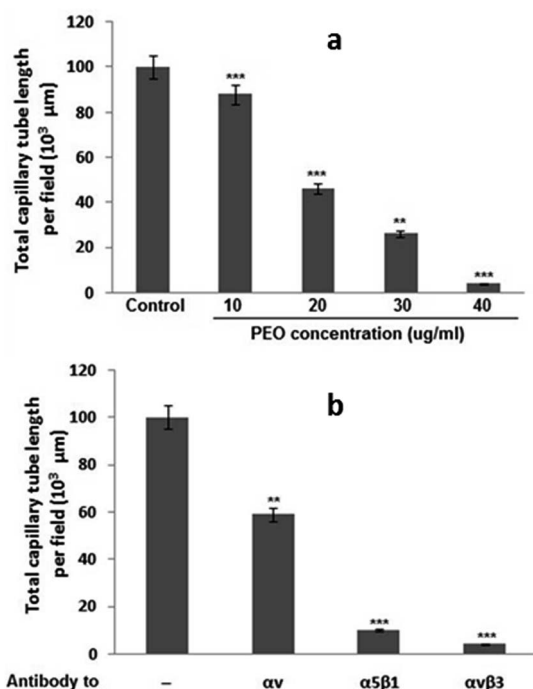 a
Total capillary tube length
per field (10³ µm)
120
100
80
60
40
20
0
***
***
**
***
Control
10
20
30
40
PEO concentration (ug/ml)
b
Total capillary tube length
per field (10³ µm)
120
100
80
60
40
20
0
**
***
***
Antibody to
–
αv
α5β1
αvβ3